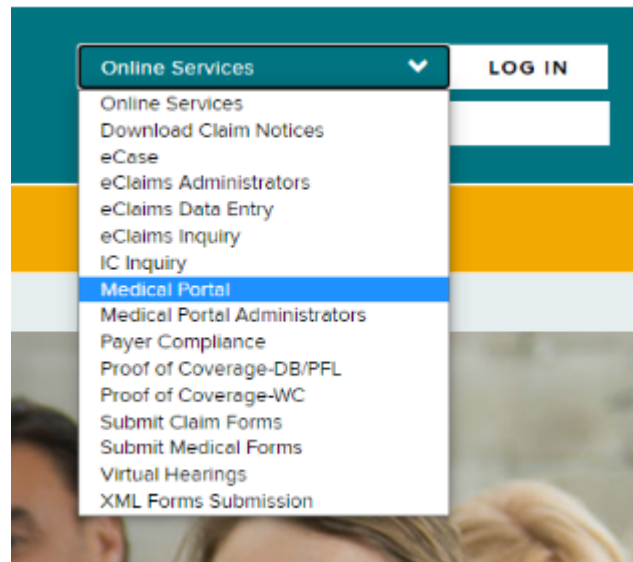 Online Services
LOG IN
Online Services
Download Claim Notices
eCase
eClaims Administrators
eClaims Data Entry
eClaims Inquiry
IC Inquiry
Medical Portal
Medical Portal Administrators
Payer Compliance
Proof of Coverage-DB/PFL
Proof of Coverage-WC
Submit Claim Forms
Submit Medical Forms
Virtual Hearings
XML Forms Submission